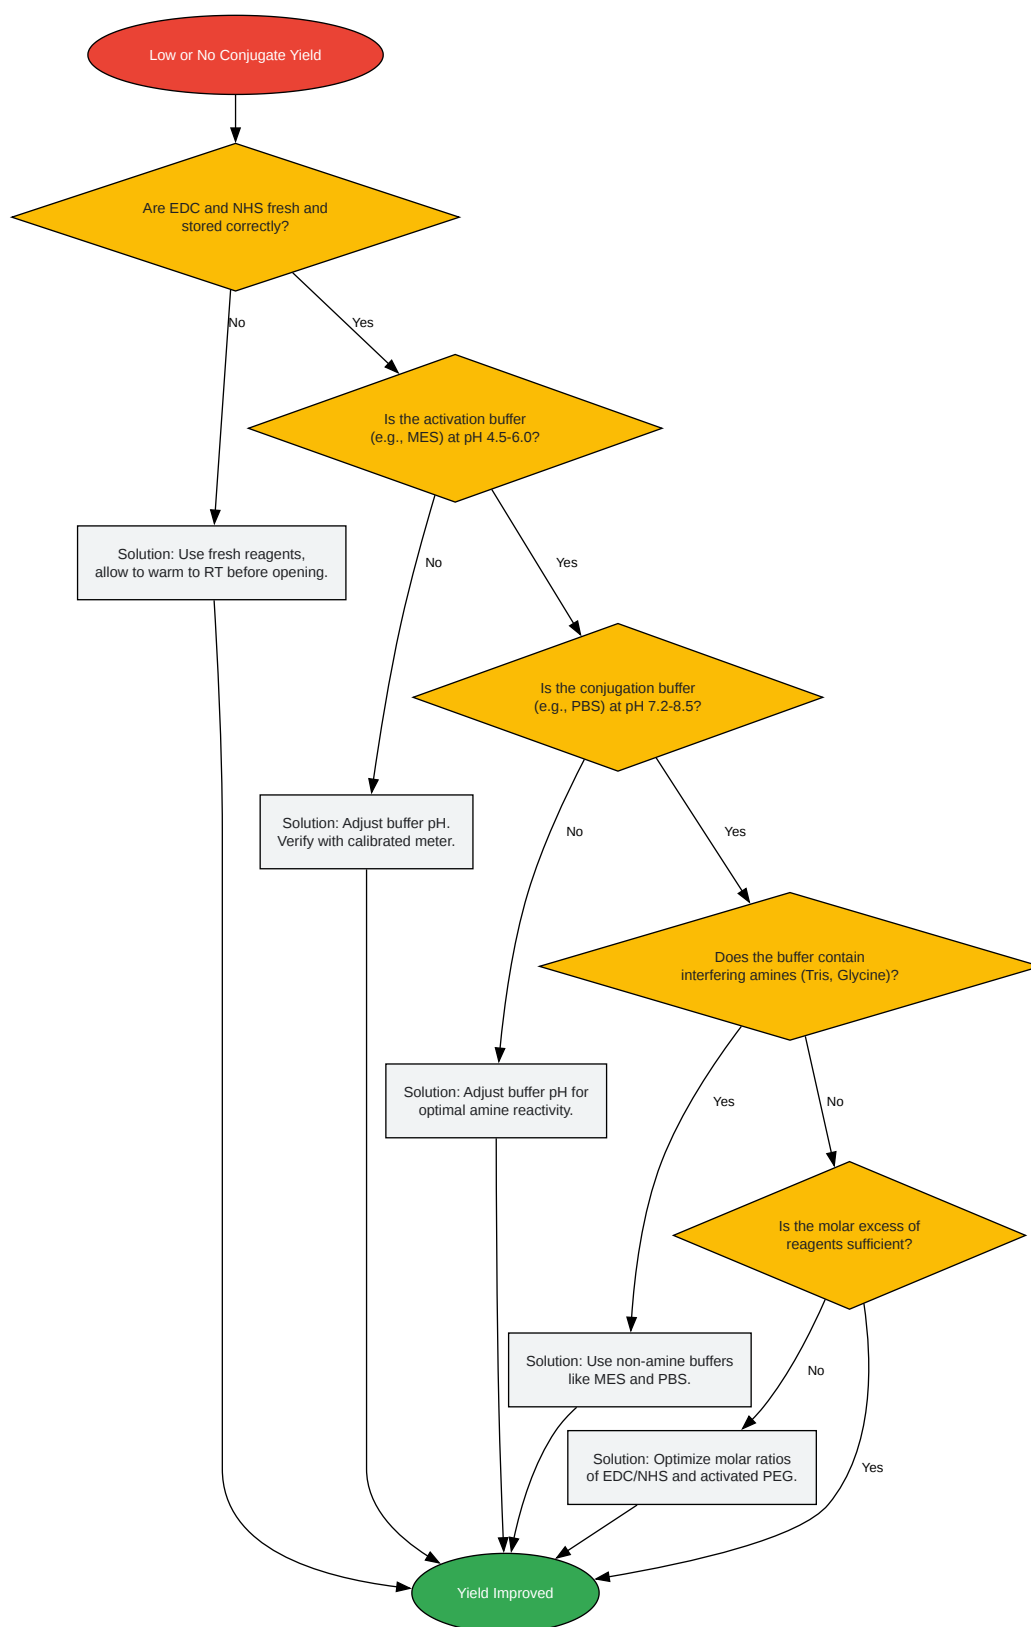 Low or No Conjugate Yield
Are EDC and NHS fresh and
stored correctly?
No
Yes
Is the activation buffer
(e.g., MES) at pH 4.5-6.0?
Solution: Use fresh reagents,
allow to warm to RT before opening.
No
Yes
Is the conjugation buffer
(e.g., PBS) at pH 7.2-8.5?
Solution: Adjust buffer pH.
Verify with calibrated meter.
No
Yes
Does the buffer contain
interfering amines (Tris, Glycine)?
Solution: Adjust buffer pH for
optimal amine reactivity.
Yes
No
Is the molar excess of
reagents sufficient?
Solution: Use non-amine buffers
like MES and PBS.
No
Solution: Optimize molar ratios
of EDC/NHS and activated PEG.
Yes
Yield Improved